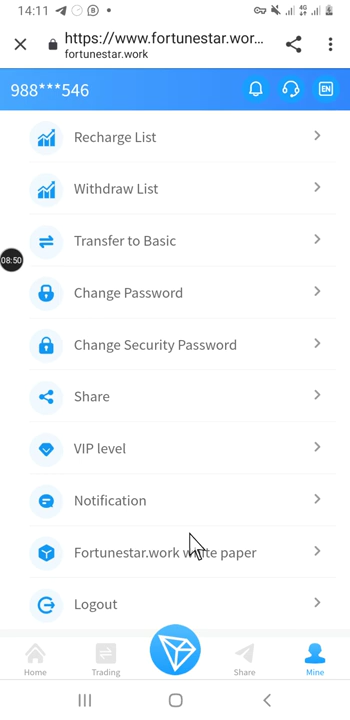 14:11
4G
https://www.fortunestar.wor...
fortunestar.work
988***546
EN
Recharge List
Withdraw List
Transfer to Basic
08:50
Change Password
Change Security Password
Share
VIP level
Notification
Fortunestar.work white paper
Logout
Home
Trading
Share
Mine